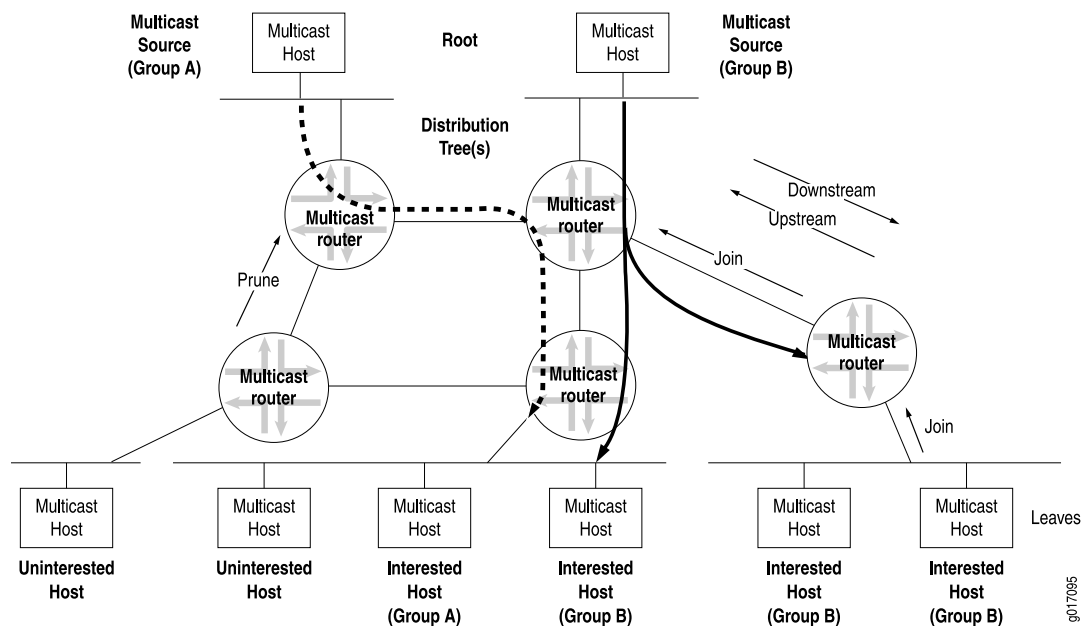 Multicast
Source
(Group A)
Multicast
Host
Root
Multicast
Host
Multicast
Source
(Group B)
Distribution
Tree(s)
Multicast
router
Multicast
router
Downstream
Upstream
Join
Prune
Multicast
router
Multicast
router
Multicast
router
Join
Multicast
Host
Multicast
Host
Multicast
Host
Multicast
Host
Multicast
Host
Multicast
Host
Leaves
Uninterested
Host
Uninterested
Host
Interested
Host
(Group A)
Interested
Host
(Group B)
Interested
Host
(Group B)
Interested
Host
(Group B)
g017095